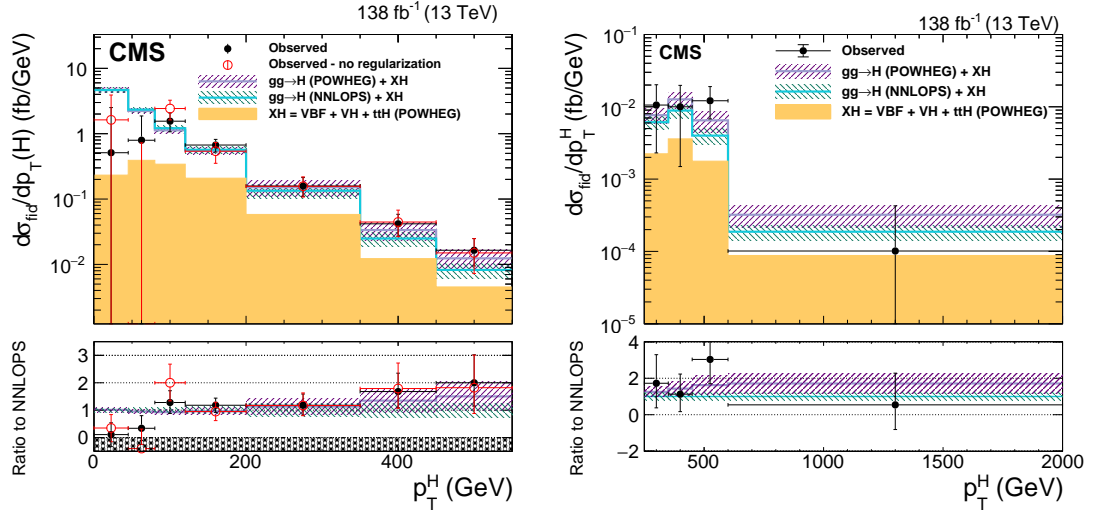 138 fb⁻¹ (13 TeV)
CMS
Observed
Observed - no regularization
gg→H (POWHEG) + XH
gg→H (NNLOPS) + XH
XH = VBF + VH + ttH (POWHEG)
dσ_fid/dp_T(H) (fb/GeV)
5
1
10⁻¹
10⁻²
Ratio to NNLOPS
3
2
1
0
0 200 400
p_T^H (GeV)
138 fb⁻¹ (13 TeV)
CMS
Observed
gg→H (POWHEG) + XH
gg→H (NNLOPS) + XH
XH = VBF + VH + ttH (POWHEG)
dσ_fid/dp_T^H (fb/GeV)
10⁻¹
10⁻²
10⁻³
10⁻⁴
10⁻⁵
Ratio to NNLOPS
4
2
0
−2
500 1000 1500 2000
p_T^H (GeV)